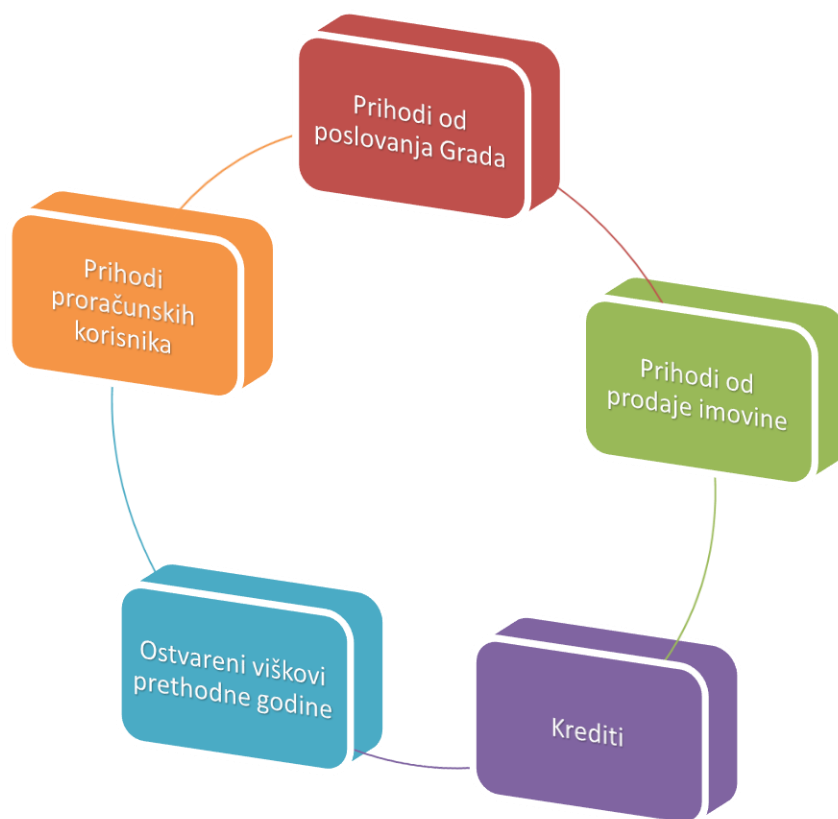 Prihodi od
poslovanja Grada
Prihodi od
prodaje imovine
Krediti
Ostvareni viškovi
prethodne godine
Prihodi
proračunskih
korisnika